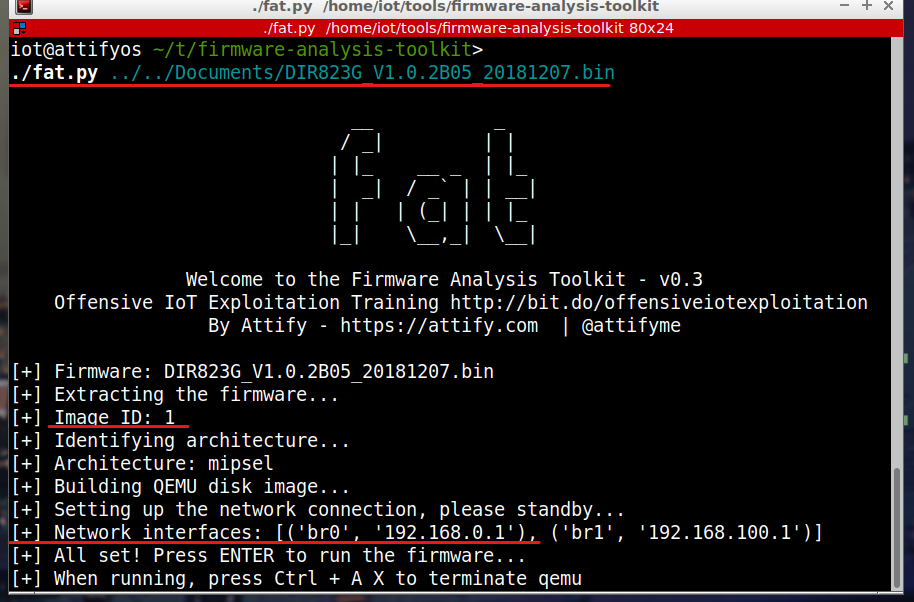 ./fat.py  /home/iot/tools/firmware-analysis-toolkit
./fat.py  /home/iot/tools/firmware-analysis-toolkit 80x24
iot@attifyos ~/t/firmware-analysis-toolkit>
./fat.py ../../Documents/DIR823G_V1.0.2B05_20181207.bin
fat
Welcome to the Firmware Analysis Toolkit - v0.3
Offensive IoT Exploitation Training http://bit.do/offensiveiotexploitation
By Attify - https://attify.com  | @attifyme
[+] Firmware: DIR823G_V1.0.2B05_20181207.bin
[+] Extracting the firmware...
[+] Image ID: 1
[+] Identifying architecture...
[+] Architecture: mipsel
[+] Building QEMU disk image...
[+] Setting up the network connection, please standby...
[+] Network interfaces: [('br0', '192.168.0.1'), ('br1', '192.168.100.1')]
[+] All set! Press ENTER to run the firmware...
[+] When running, press Ctrl + A X to terminate qemu